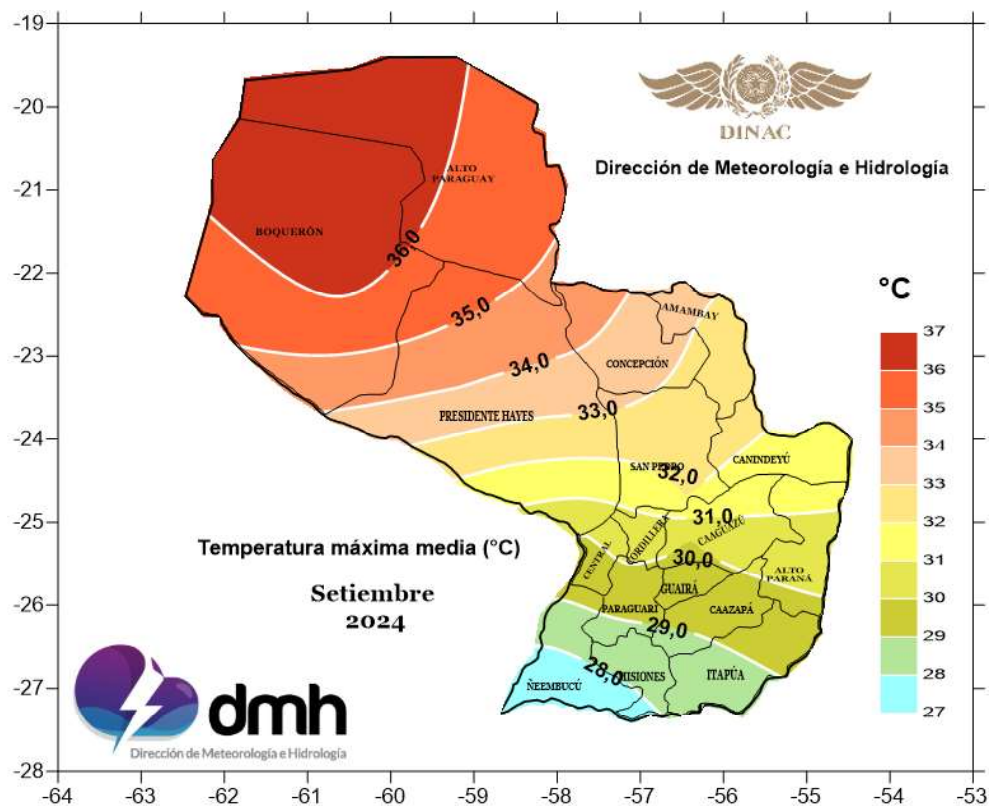 -19
-20
-21
-22
-23
-24
-25
-26
-27
-28
-64
-63
-62
-61
-60
-59
-58
-57
-56
-55
-54
-53
DINAC
Dirección de Meteorología e Hidrología
ALTO
PARAGUAY
BOQUERÓN
36,0
35,0
AMAMBAY
34,0
CONCEPCIÓN
33,0
PRESIDENTE HAYES
CANINDEYÚ
SAN PEDRO
32,0
31,0
CORDILLERA
CAAGUAZÚ
30,0
CENTRAL
ALTO
PARANÁ
GUAIRÁ
PARAGUARI
CAAZAPÁ
29,0
28,0
MISIONES
ITAPÚA
ÑEEMBUCÚ
°C
37
36
35
34
33
32
31
30
29
28
27
Temperatura máxima media (°C)
Setiembre
2024
dmh
Dirección de Meteorología e Hidrología